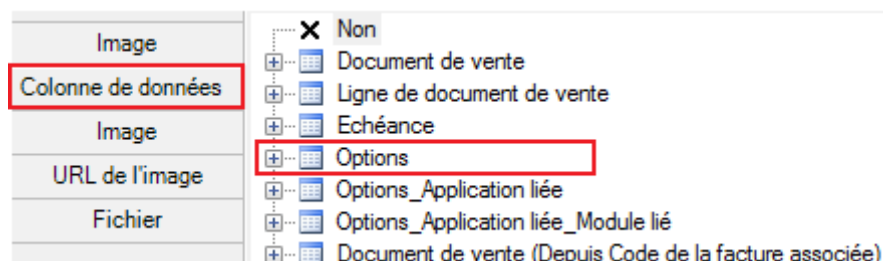 Image
Colonne de données
Image
URL de l'image
Fichier
Non
Document de vente
Ligne de document de vente
Echéance
Options
Options_Application liée
Options_Application liée_Module lié
Document de vente (Depuis Code de la facture associée)